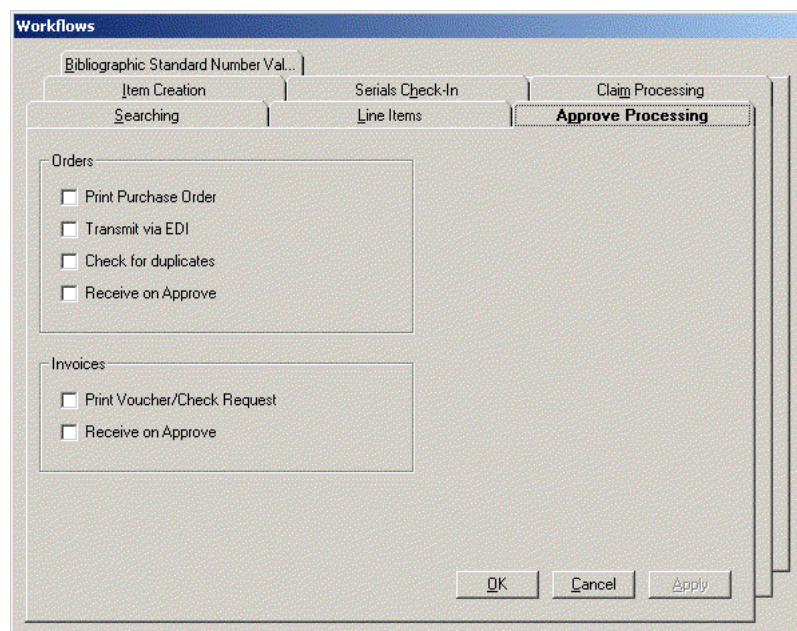 Workflows
Bibliographic Standard Number Val...
Item Creation Serials Check-In Claim Processing
Searching Line Items Approve Processing
Orders
Print Purchase Order
Transmit via EDI
Check for duplicates
Receive on Approve
Invoices
Print Voucher/Check Request
Receive on Approve
OK Cancel Apply